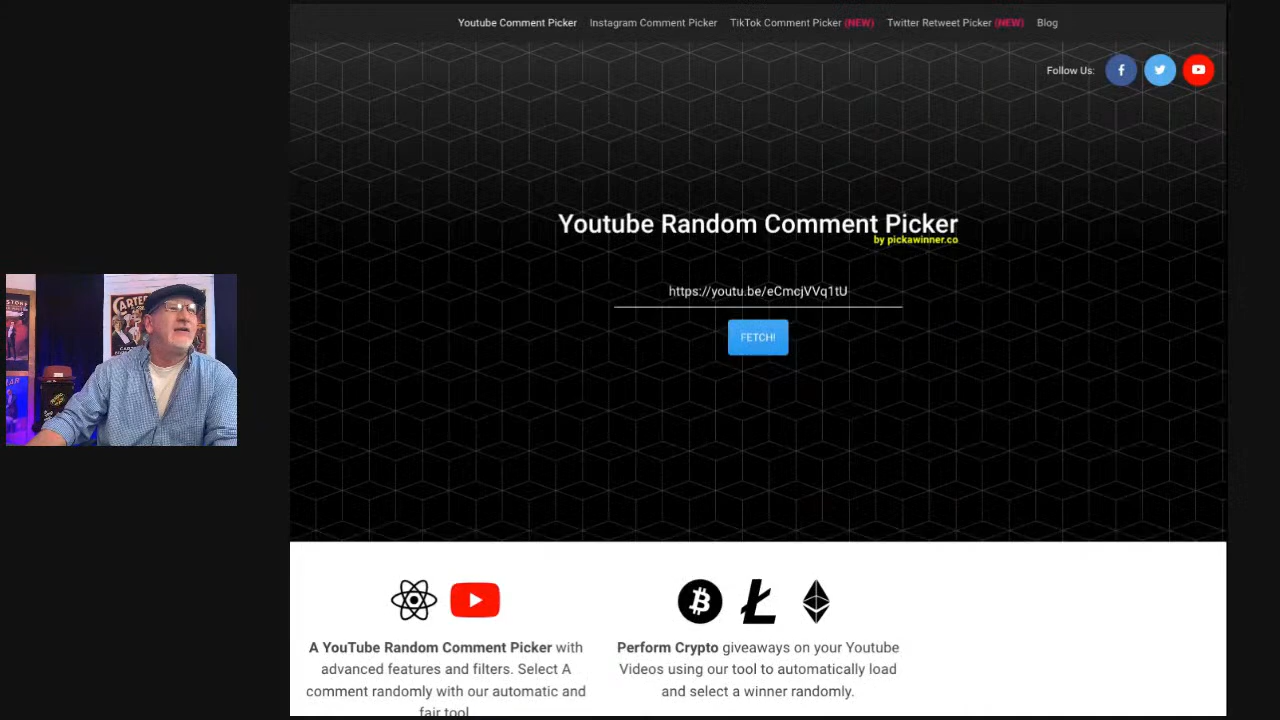 Youtube Comment Picker Instagram Comment Picker TikTok Comment Picker (NEW) Twitter Retweet Picker (NEW) Blog
Follow Us:
Youtube Random Comment Picker
by pickawinner.co
https://youtu.be/eCmcjVVq1tU
FETCH!
CARTER
A YouTube Random Comment Picker with
advanced features and filters. Select A
comment randomly with our automatic and
fair tool
Perform Crypto giveaways on your Youtube
Videos using our tool to automatically load
and select a winner randomly.